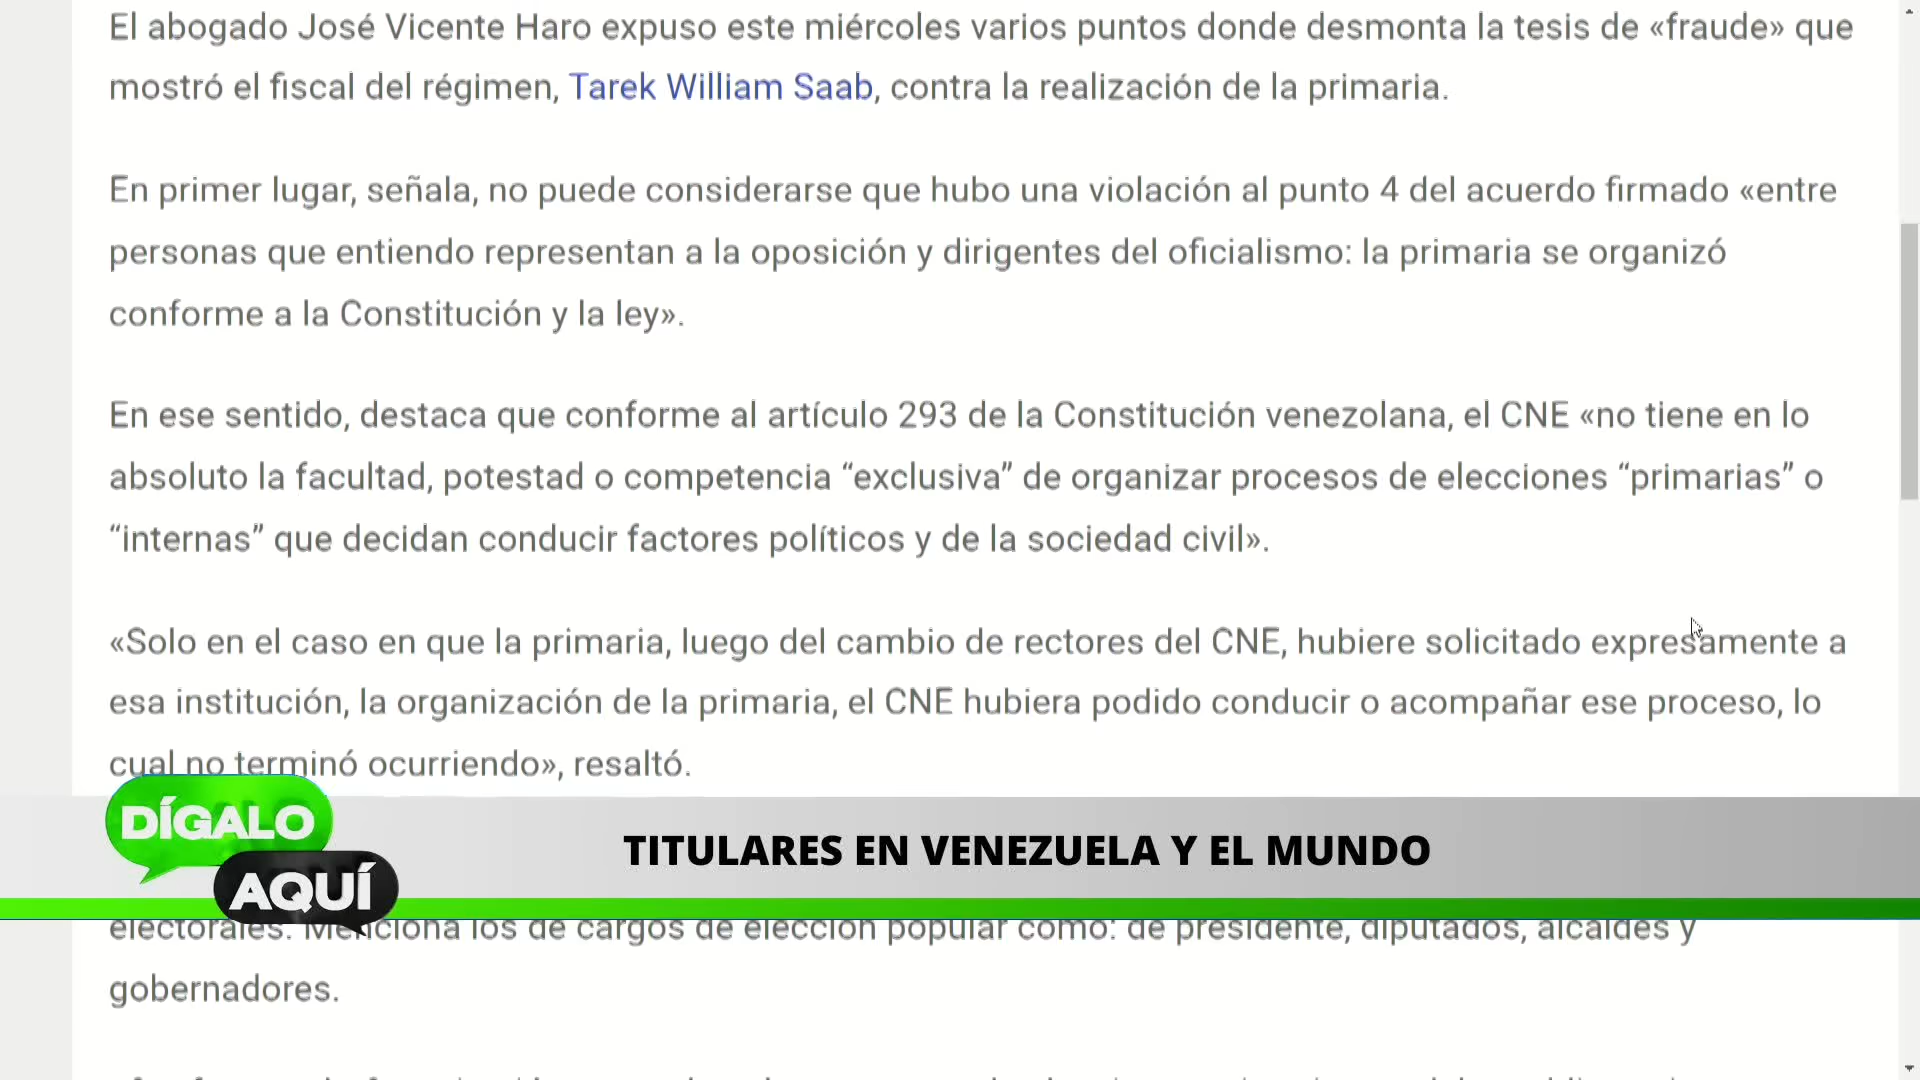 El abogado José Vicente Haro expuso este miércoles varios puntos donde desmonta la tesis de «fraude» que
mostró el fiscal del régimen, Tarek William Saab, contra la realización de la primaria.
En primer lugar, señala, no puede considerarse que hubo una violación al punto 4 del acuerdo firmado «entre
personas que entiendo representan a la oposición y dirigentes del oficialismo: la primaria se organizó
conforme a la Constitución y la ley».
En ese sentido, destaca que conforme al artículo 293 de la Constitución venezolana, el CNE «no tiene en lo
absoluto la facultad, potestad o competencia “exclusiva” de organizar procesos de elecciones “primarias” o
“internas” que decidan conducir factores políticos y de la sociedad civil».
«Solo en el caso en que la primaria, luego del cambio de rectores del CNE, hubiere solicitado expresamente a
esa institución, la organización de la primaria, el CNE hubiera podido conducir o acompañar ese proceso, lo
cual no terminó ocurriendo», resaltó.
DÍGALO
AQUÍ
TITULARES EN VENEZUELA Y EL MUNDO
electorales. Menciona los de cargos de elección popular como: de presidente, diputados, alcaldes y
gobernadores.